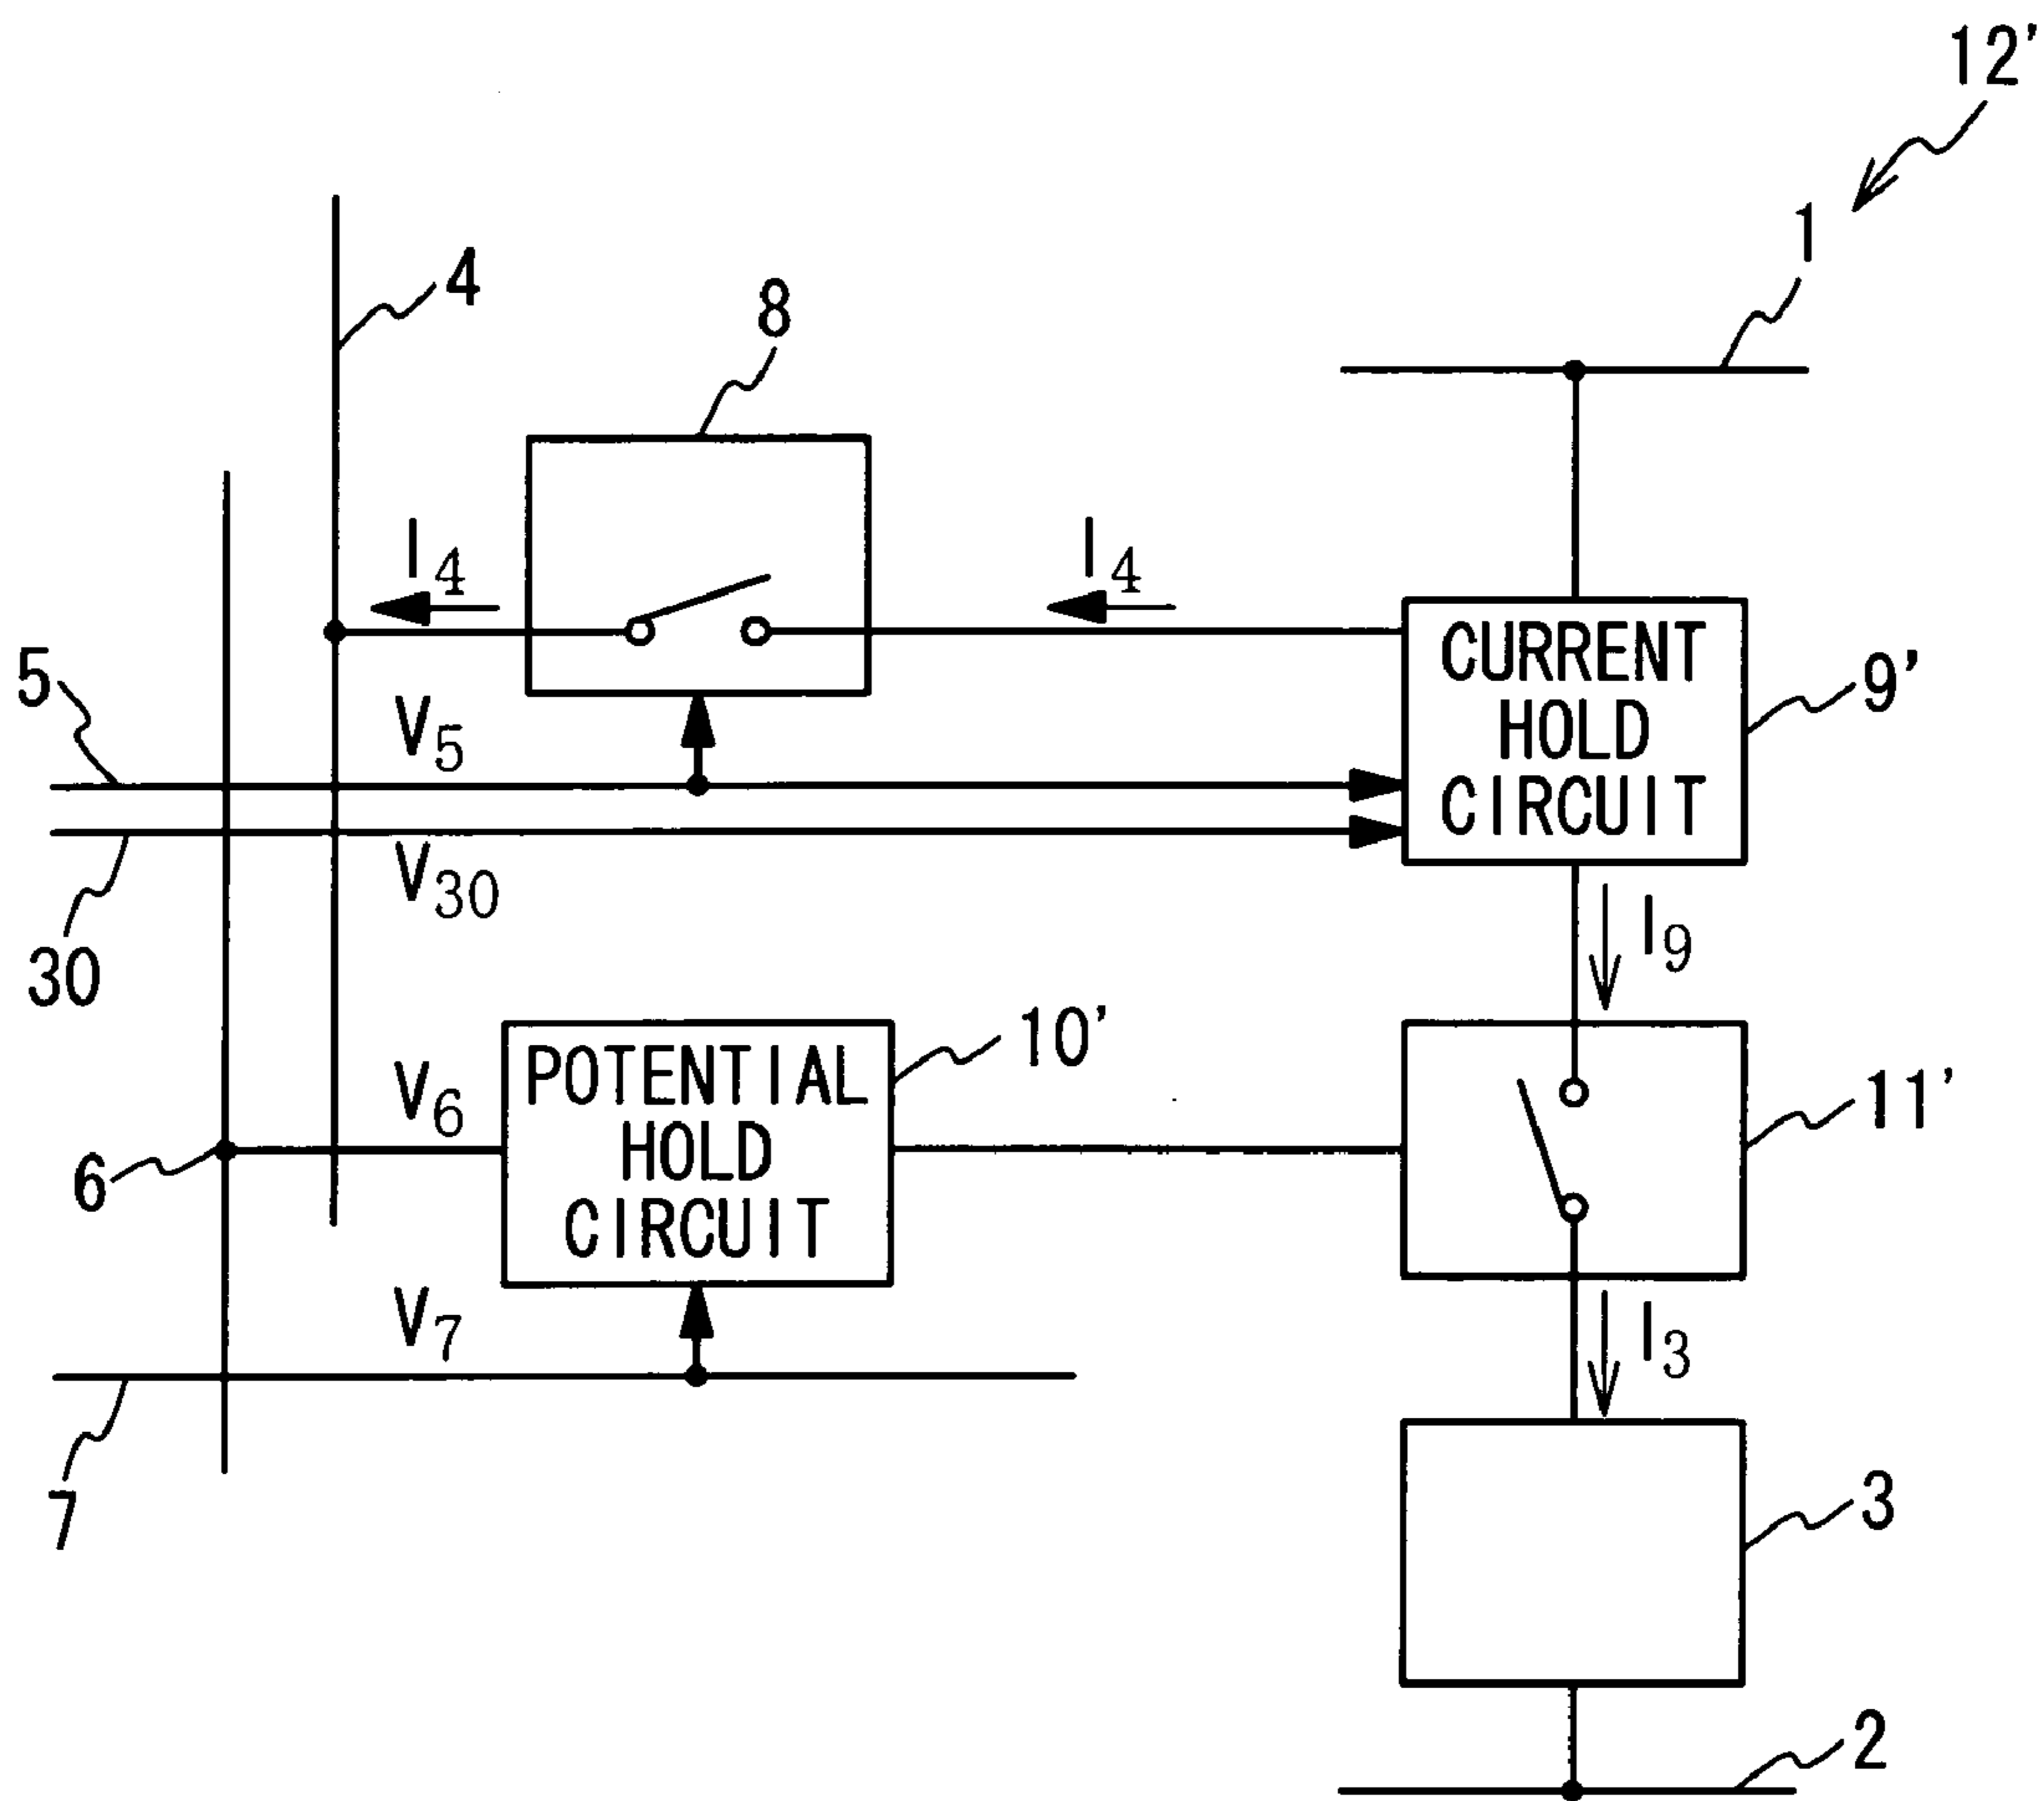 12'
1
4
8
I4
I4
CURRENT
HOLD
CIRCUIT
9'
5
V5
V30
30
I9
10'
POTENTIAL
HOLD
CIRCUIT
V6
11'
6
V7
I3
7
3
2